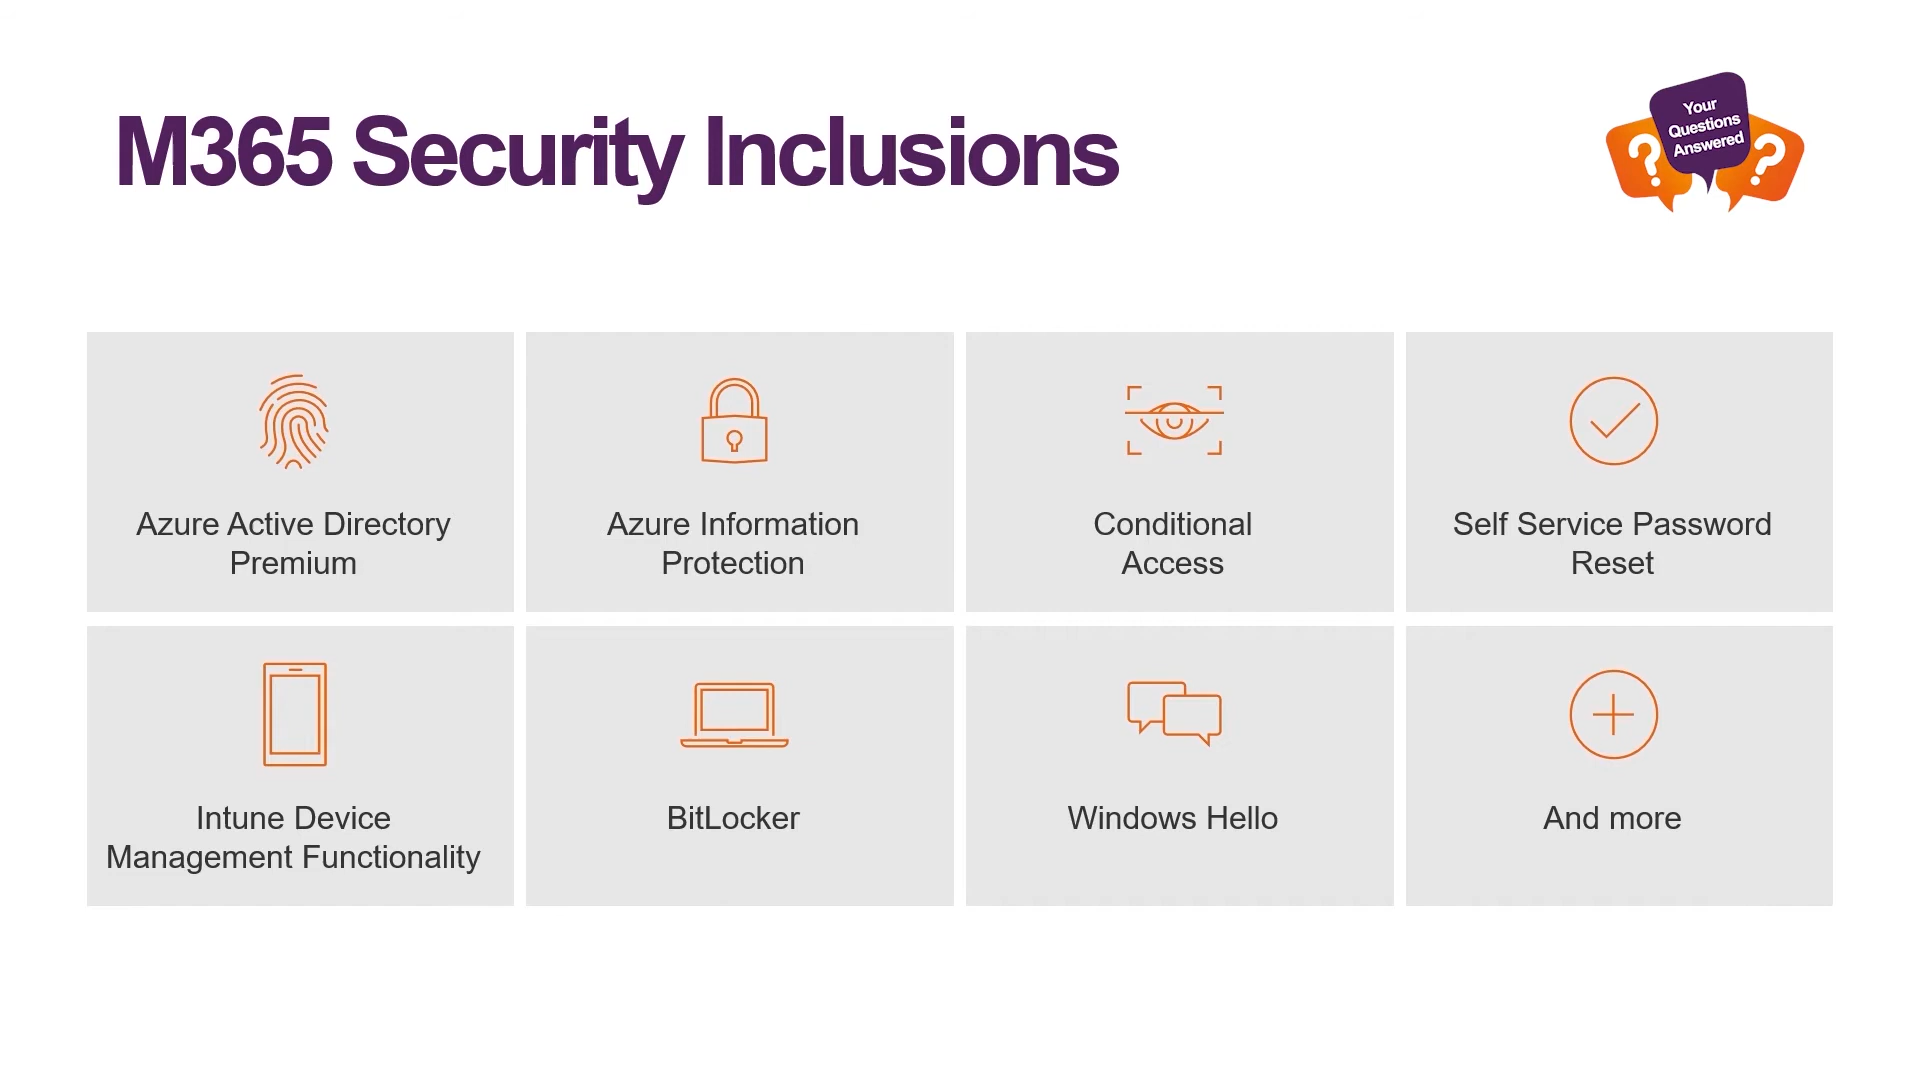 M365 Security Inclusions
Your
Questions
Answered
Azure Active Directory
Premium
Azure Information
Protection
Conditional
Access
Self Service Password
Reset
Intune Device
Management Functionality
BitLocker
Windows Hello
And more